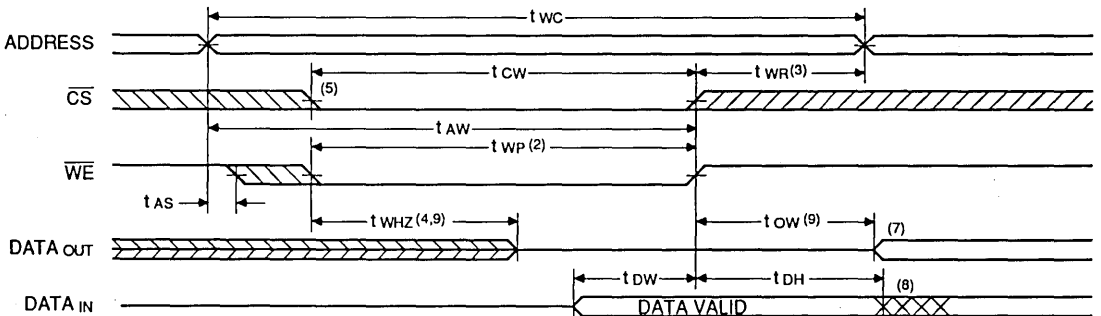 t WC
ADDRESS
t CW
t WR (3)
CS (5)
t AW
t WP (2)
WE
t AS
t WHZ (4,9)
t OW (9)
DATA OUT
(7)
t DW
t DH
DATA IN
DATA VALID
(8)